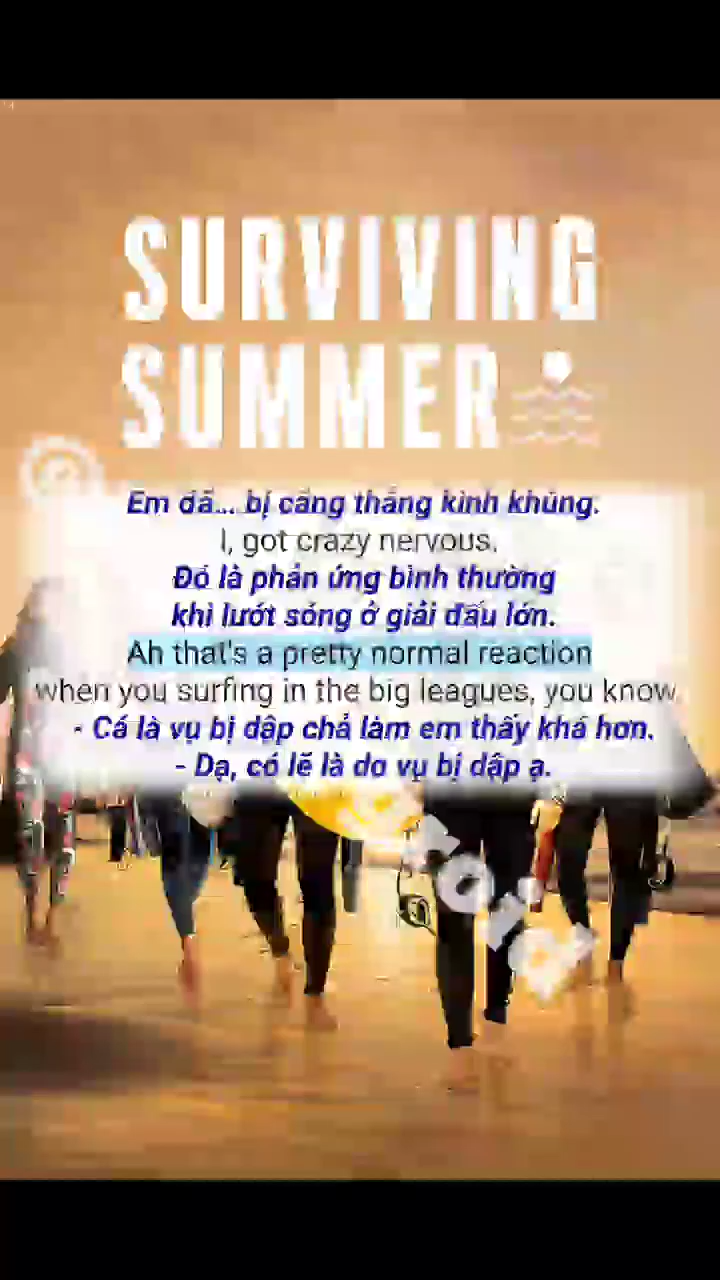 SURVIVING
SUMMER
Em đã... bị căng thẳng kinh khủng.
I, got crazy nervous.
Đó là phản ứng bình thường
khi lướt sóng ở giải đấu lớn.
Ah that's a pretty normal reaction
when you surfing in the big leagues, you know.
- Cá là vụ bị dập chả làm em thấy khá hơn.
- Dạ, có lẽ là do vụ bị dập ạ.